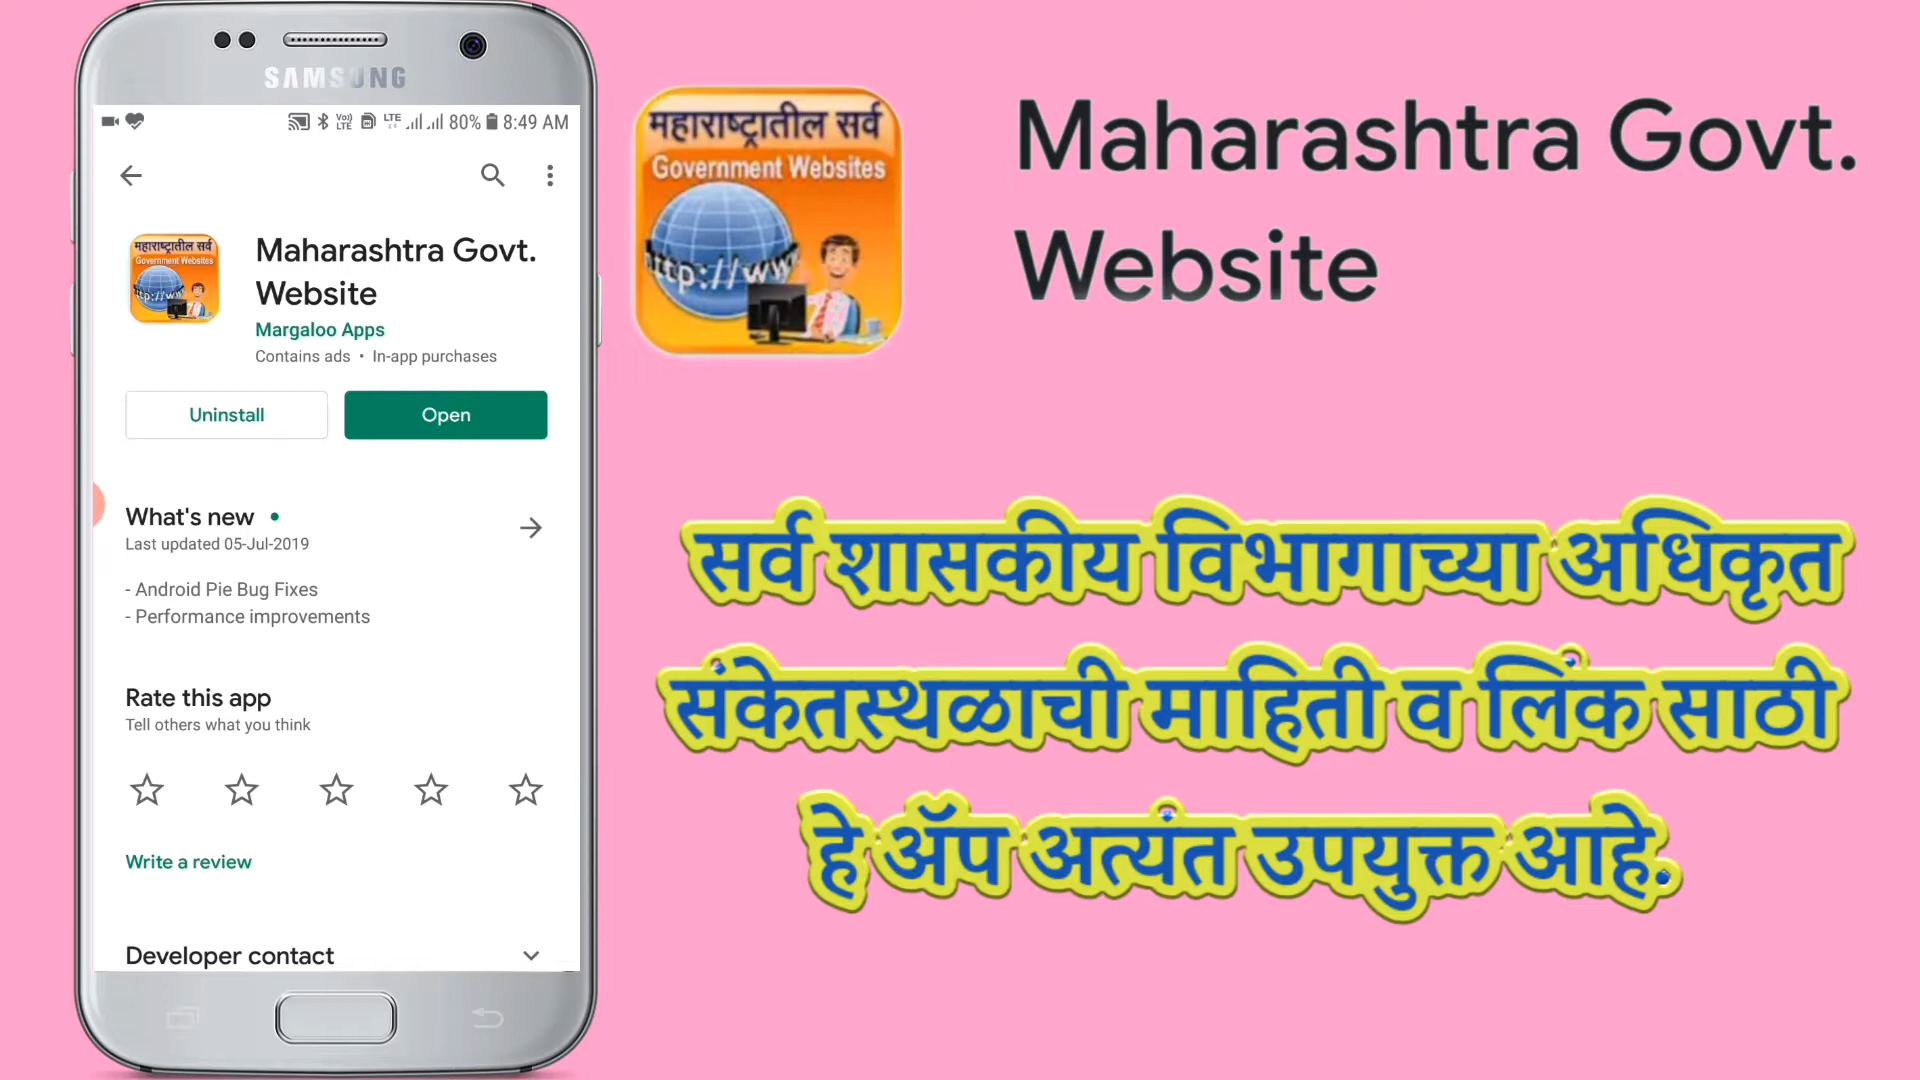 SAMSUNG
80% 8:49 AM
Maharashtra Govt.
Website
Margaloo Apps
Contains ads • In-app purchases
Uninstall
Open
What's new •
Last updated 05-Jul-2019
- Android Pie Bug Fixes
- Performance improvements
Rate this app
Tell others what you think
Write a review
Developer contact
महाराष्ट्रातील सर्व
Government Websites
ttp://www
Maharashtra Govt.
Website
सर्व शासकीय विभागाच्या अधिकृत
संकेतस्थळाची माहिती व लिंक साठी
हे ॲप अत्यंत उपयुक्त आहे.